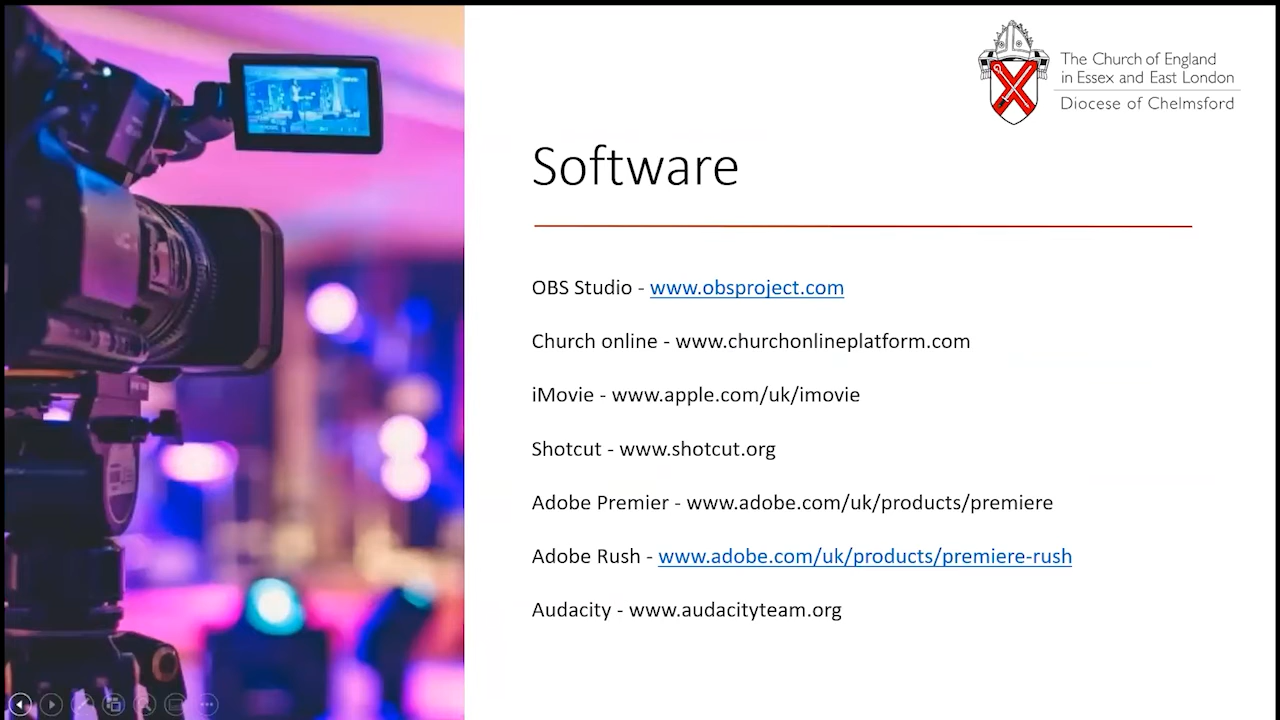 The Church of England
in Essex and East London
Diocese of Chelmsford
Software
OBS Studio - www.obsproject.com
Church online - www.churchonlineplatform.com
iMovie - www.apple.com/uk/imovie
Shotcut - www.shotcut.org
Adobe Premier - www.adobe.com/uk/products/premiere
Adobe Rush - www.adobe.com/uk/products/premiere-rush
Audacity - www.audacityteam.org